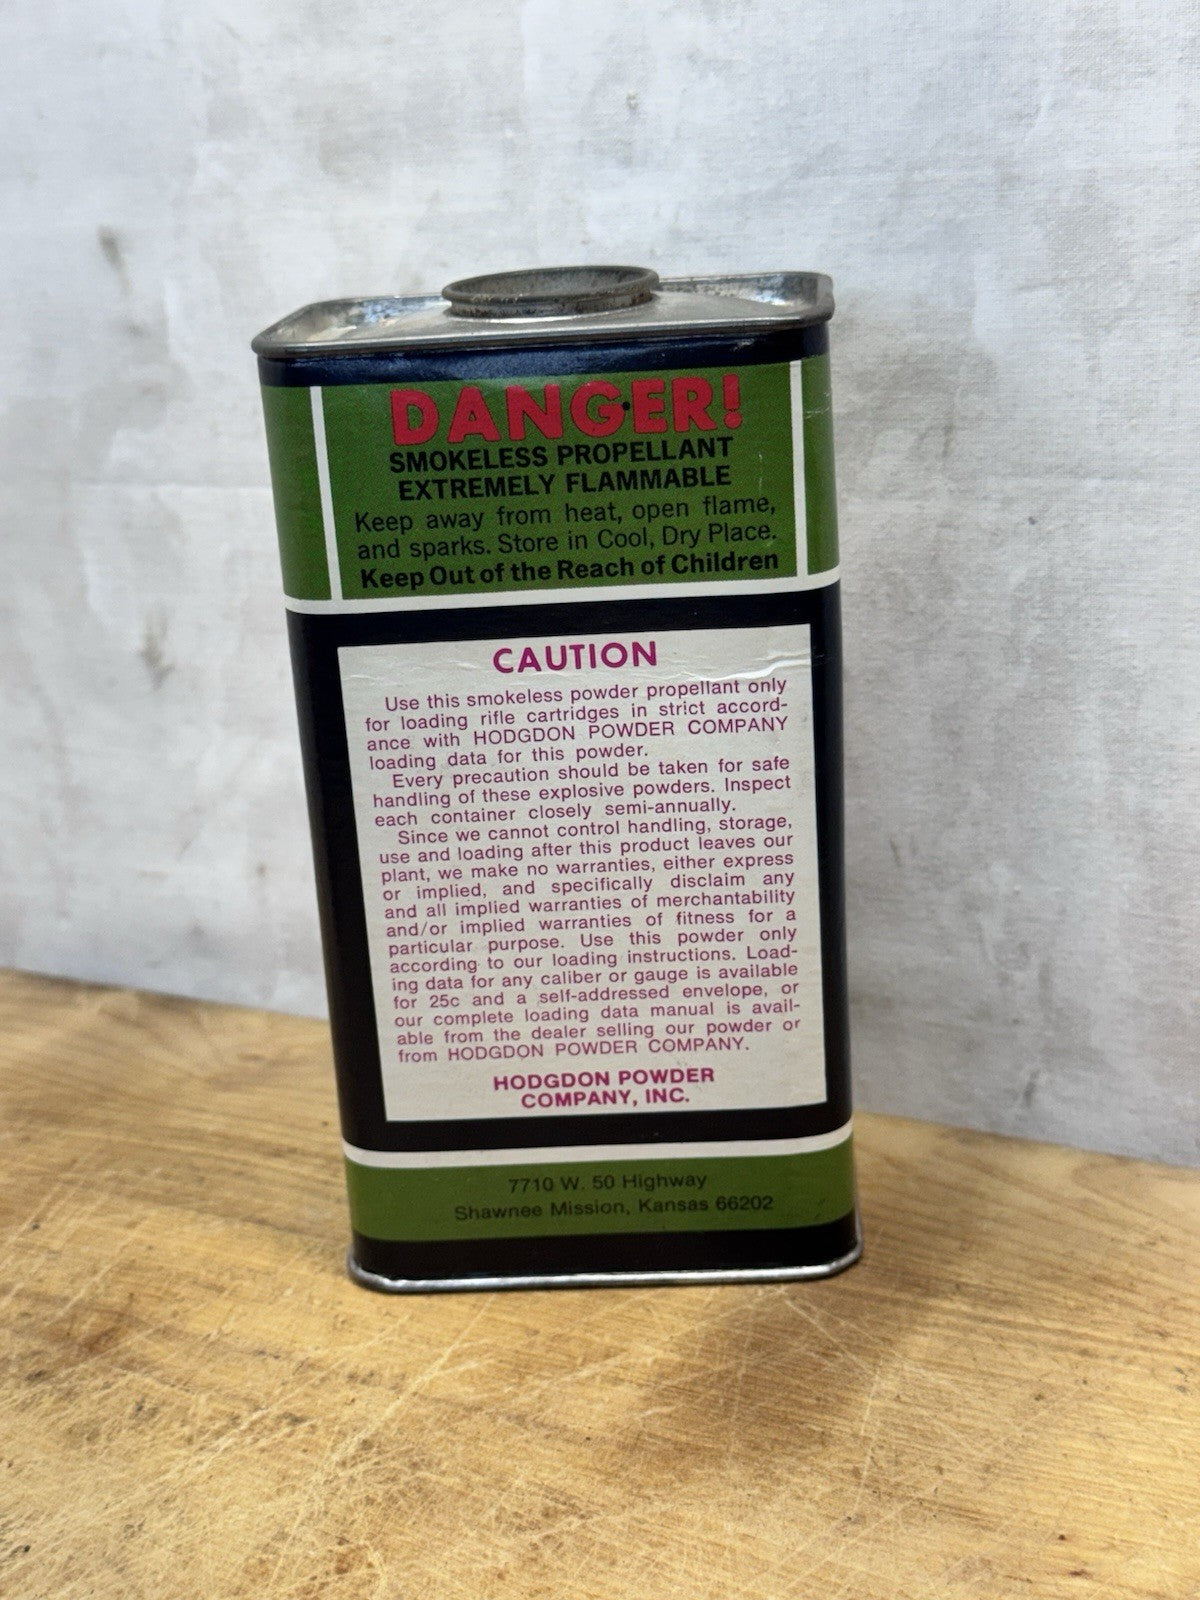 DANGER!
SMOKELESS PROPELLANT
EXTREMELY FLAMMABLE
Keep away from heat, open flame,
and sparks. Store in Cool, Dry Place.
Keep Out of the Reach of Children
CAUTION
Use this smokeless powder propellant only
for loading rifle cartridges in strict accord-
ance with HODGDON POWDER COMPANY
loading data for this powder.
Every precaution should be taken for safe
handling of these explosive powders. Inspect
each container closely semi-annually.
Since we cannot control handling, storage,
use and loading after this product leaves our
plant, we make no warranties, either express
or implied, and specifically disclaim any
and all implied warranties of merchantability
and/or implied warranties of fitness for a
particular purpose. Use this powder only
according to our loading instructions. Load-
ing data for any caliber or gauge is available
for 25c and a self-addressed envelope, or
our complete loading data manual is avail-
able from the dealer selling our powder or
from HODGDON POWDER COMPANY.
HODGDON POWDER
COMPANY, INC.
7710 W. 50 Highway
Shawnee Mission, Kansas 66202